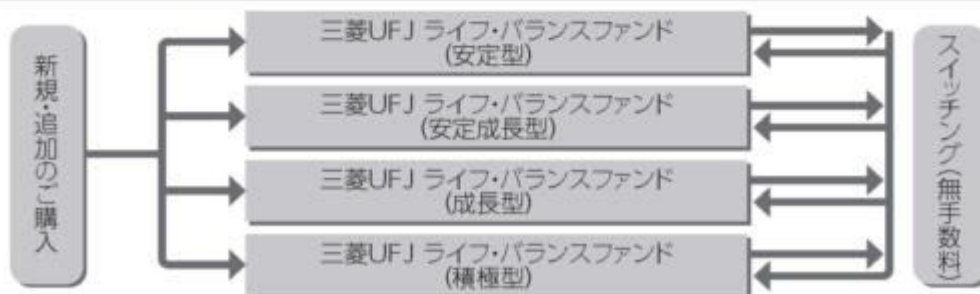 新規・追加のご購入
三菱UFJ ライフ・バランスファンド
(安定型)
三菱UFJ ライフ・バランスファンド
(安定成長型)
三菱UFJ ライフ・バランスファンド
(成長型)
三菱UFJ ライフ・バランスファンド
(積極型)
スイッチング(無手数料)